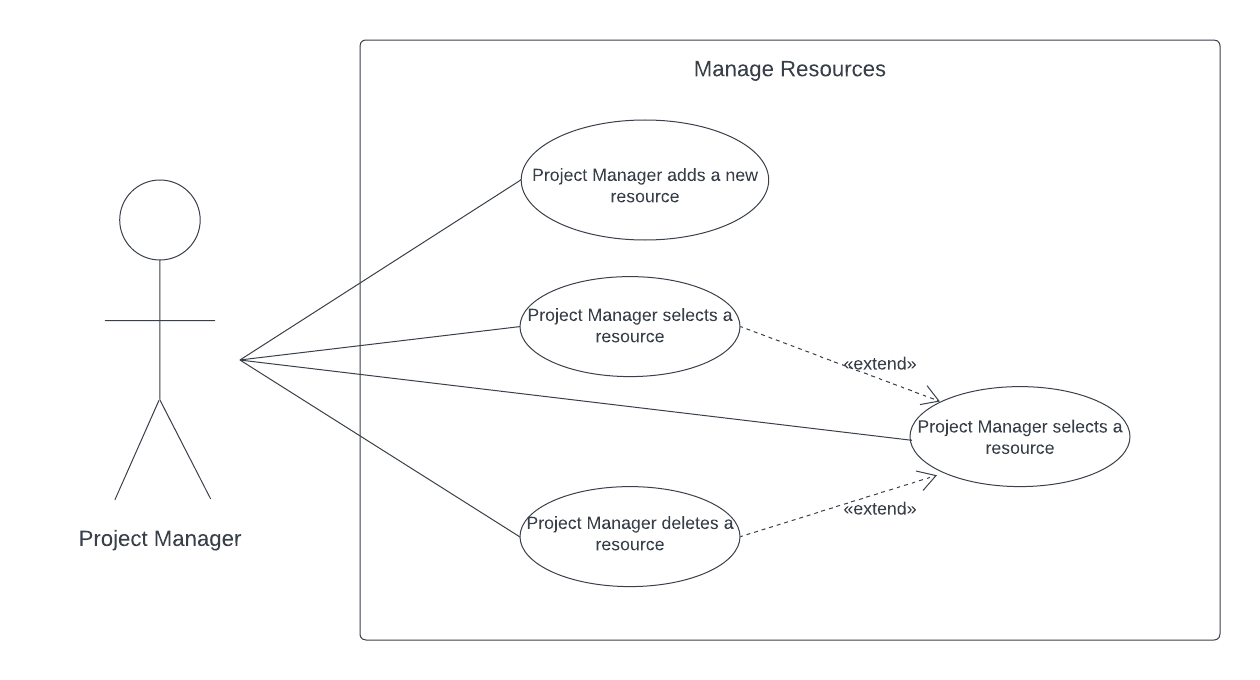 Manage Resources
Project Manager adds a new
resource
Project Manager selects a
resource
«extend»
Project Manager selects a
resource
«extend»
Project Manager deletes a
resource
Project Manager